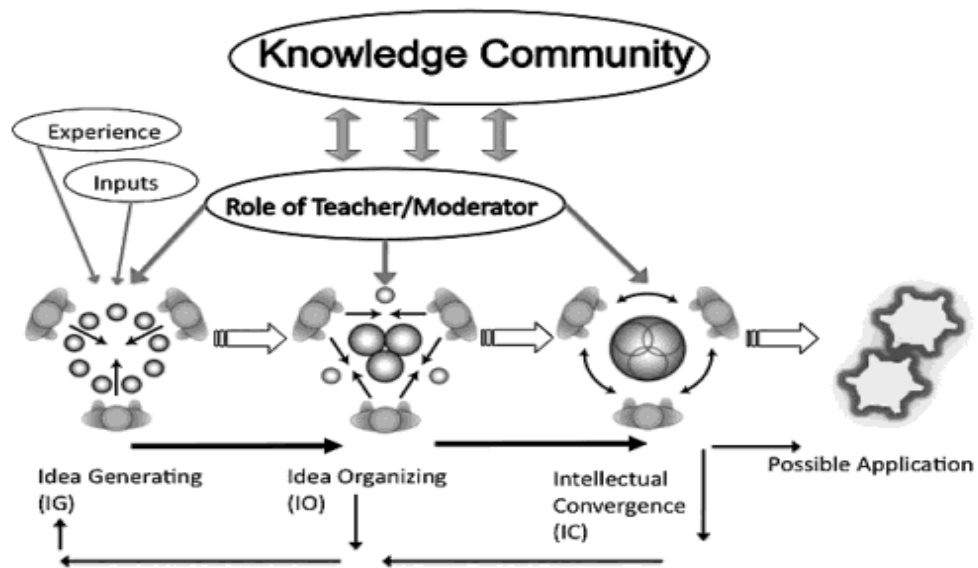 Knowledge Community
Experience
Inputs
Role of Teacher/Moderator
Idea Generating
(IG)
Idea Organizing
(IO)
Intellectual
Convergence
(IC)
Possible Application